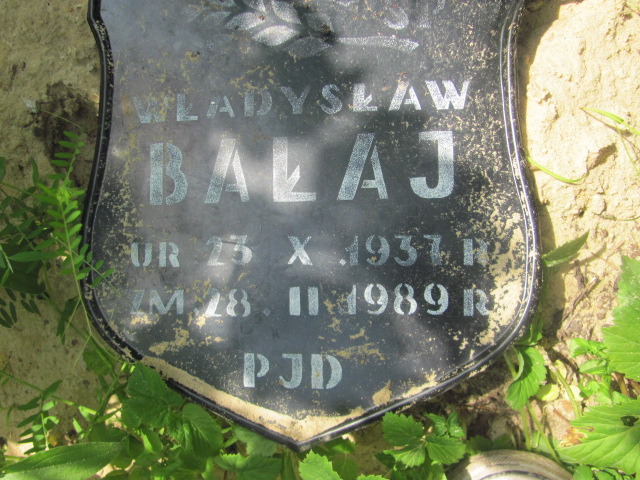 WŁADYSŁAW
BAŁAJ
UR 23 X .1937 R
ZM. 28. II 1989 R
PJD